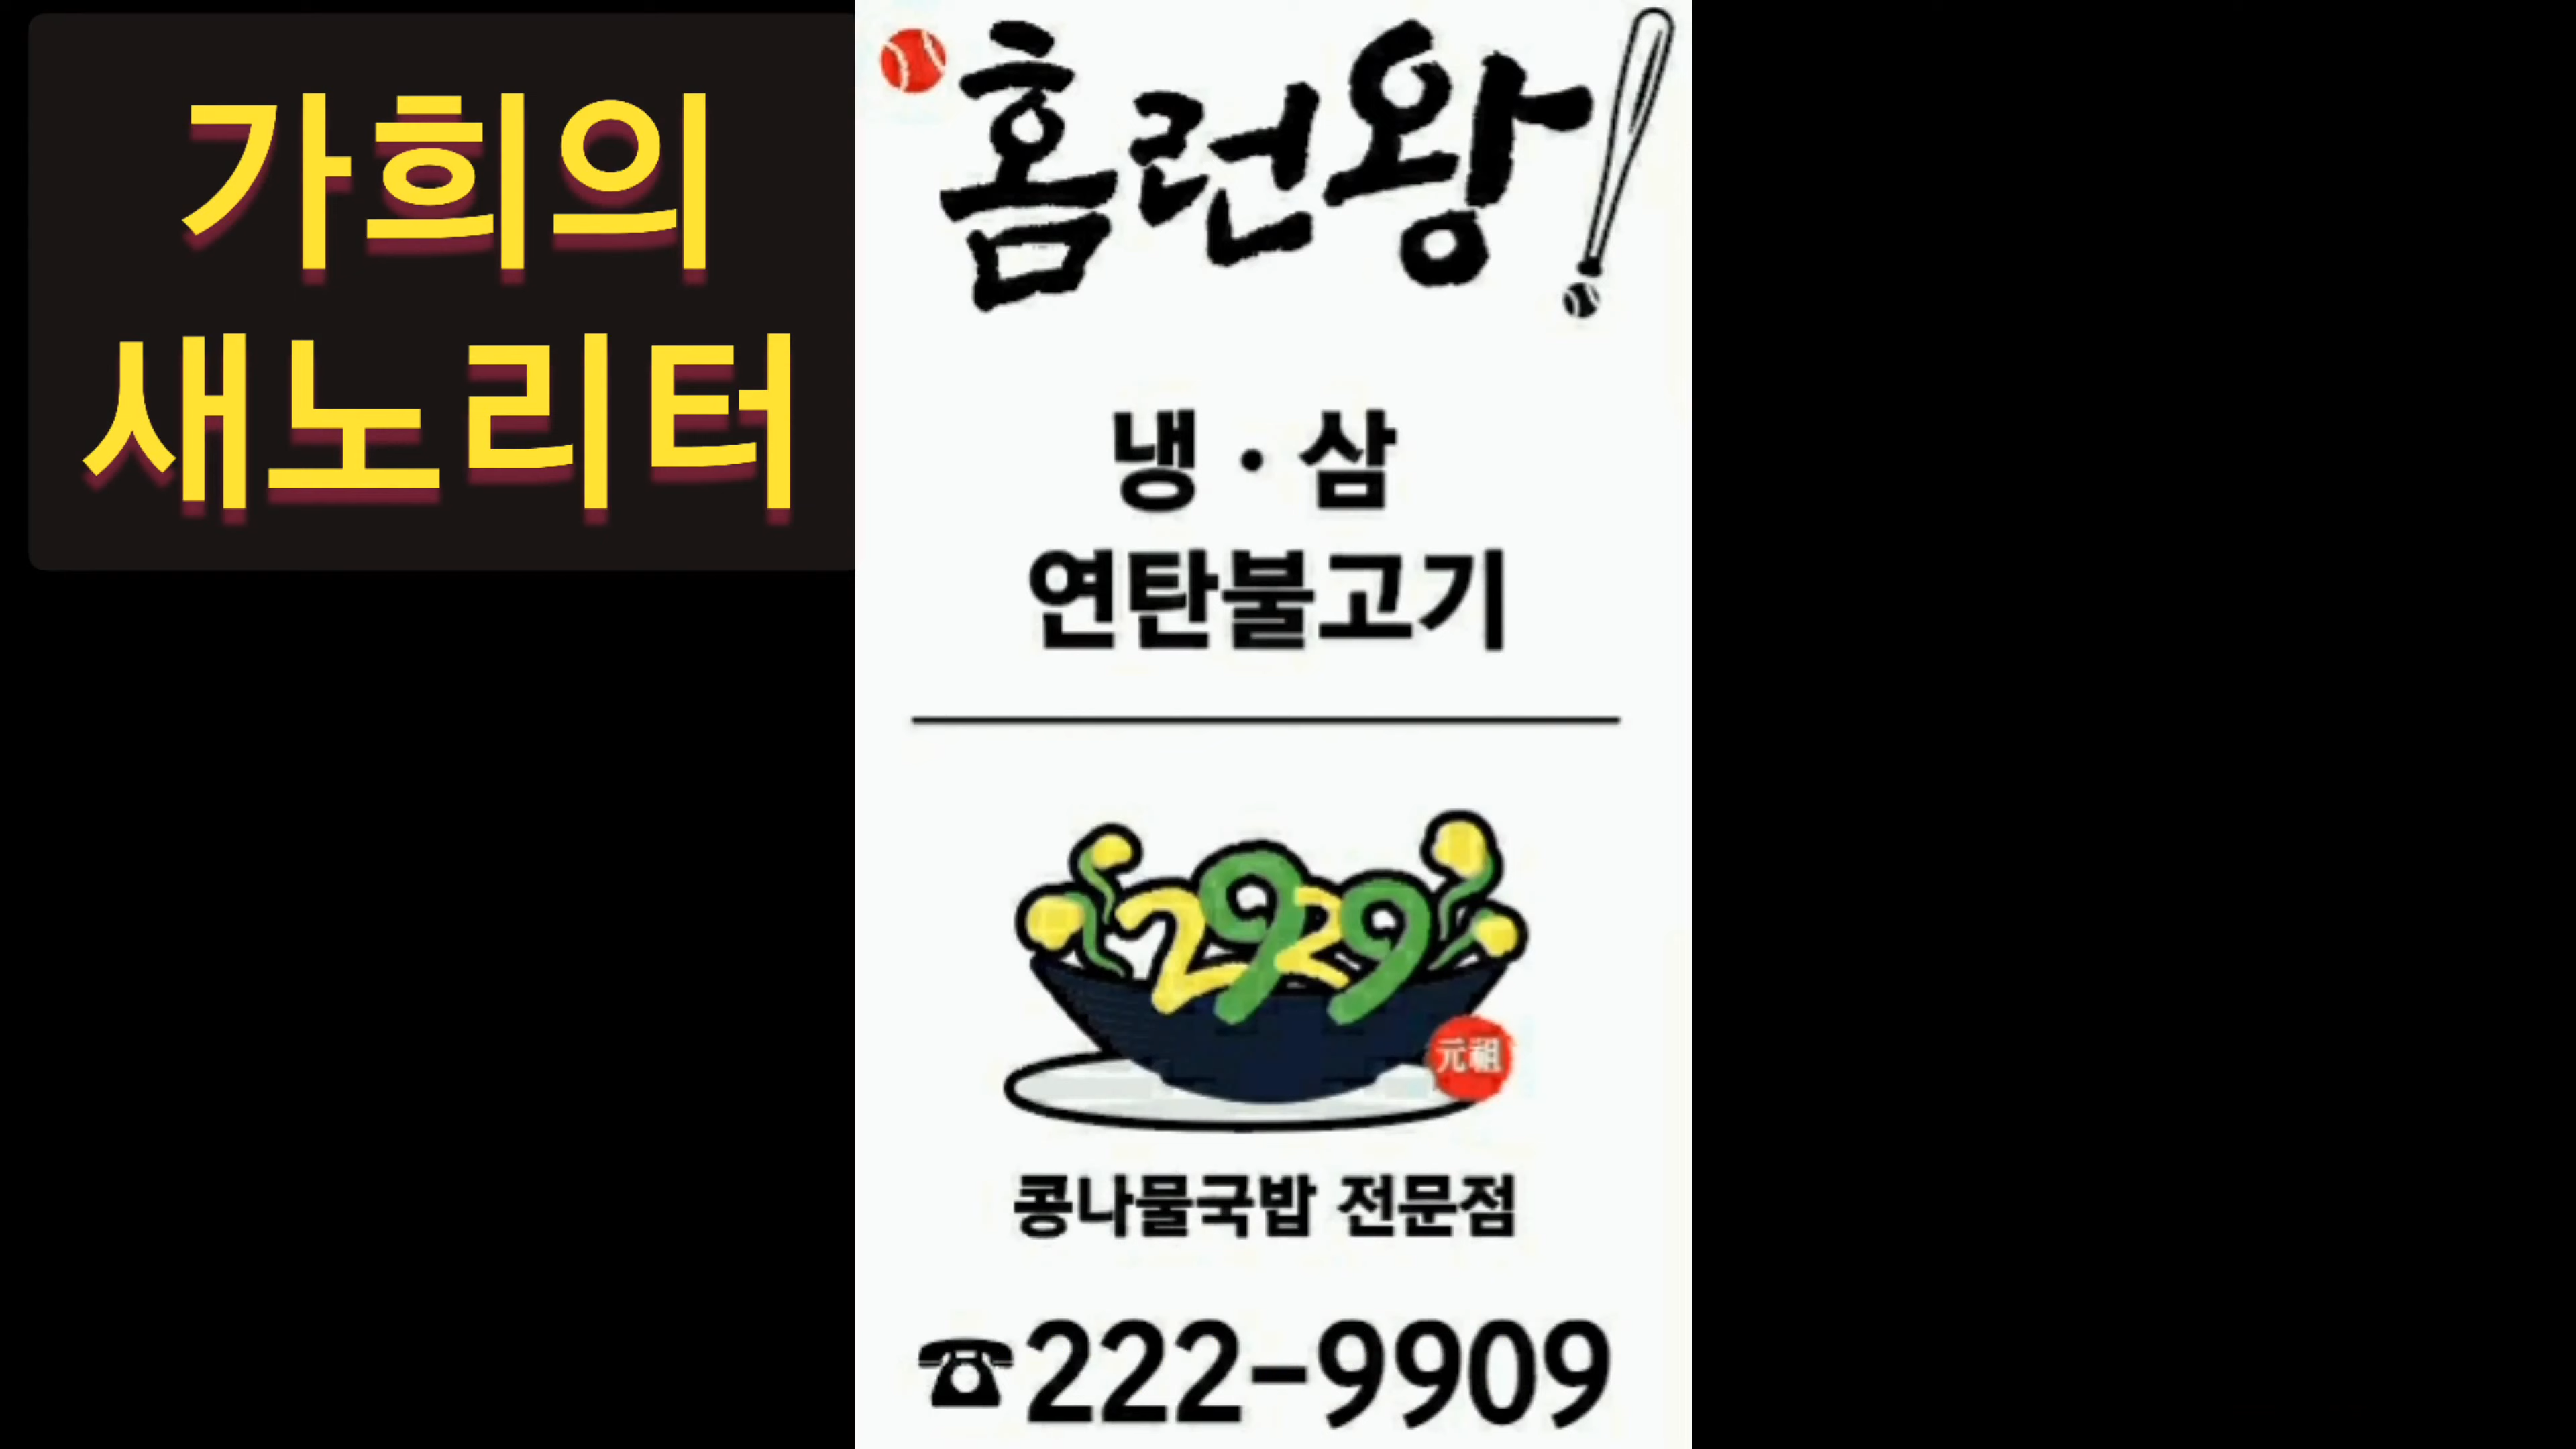 가희의
새노리터
홈런왕
냉·삼
연탄불고기
2929
元祖
콩나물국밥 전문점
☎222-9909